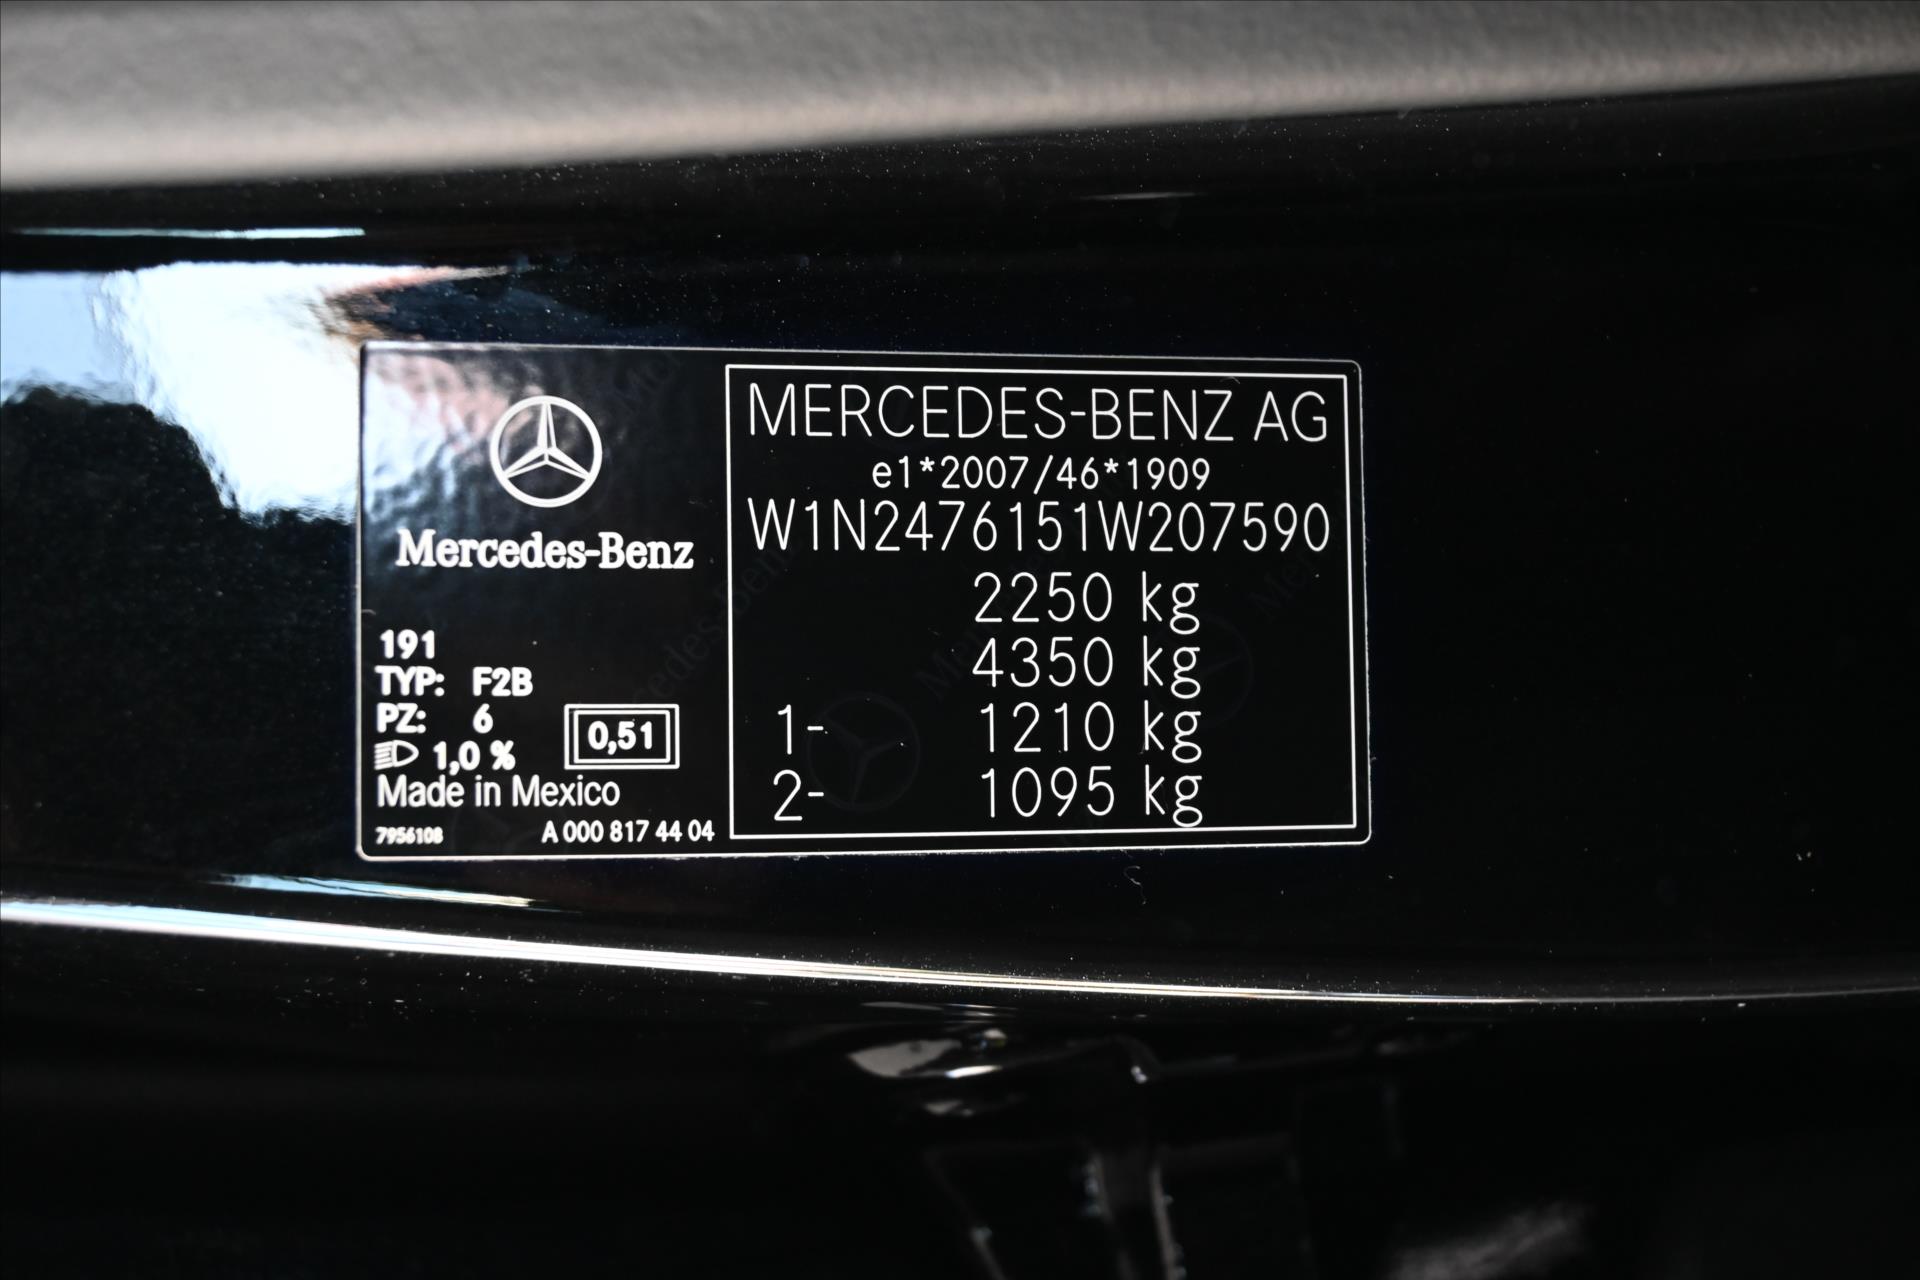 Mercedes-Benz
191
TYP: F2B
PZ: 6
1,0 %
0,51
Made in Mexico
7956108
A 000 817 44 04
MERCEDES-BENZ AG
e1*2007/46*1909
W1N2476151W207590
2250 kg
4350 kg
1- 1210 kg
2- 1095 kg